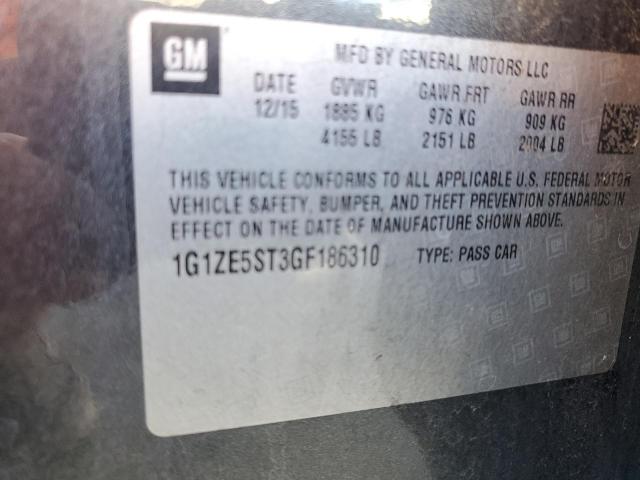 GM
MFD BY GENERAL MOTORS LLC
DATE GVWR GAWR FRT GAWR RR
12/15 1885 KG 976 KG 909 KG
4155 LB 2151 LB 2004 LB
THIS VEHICLE CONFORMS TO ALL APPLICABLE U.S. FEDERAL MOTOR
VEHICLE SAFETY, BUMPER, AND THEFT PREVENTION STANDARDS IN
EFFECT ON THE DATE OF MANUFACTURE SHOWN ABOVE.
1G1ZE5ST3GF186310 TYPE: PASS CAR